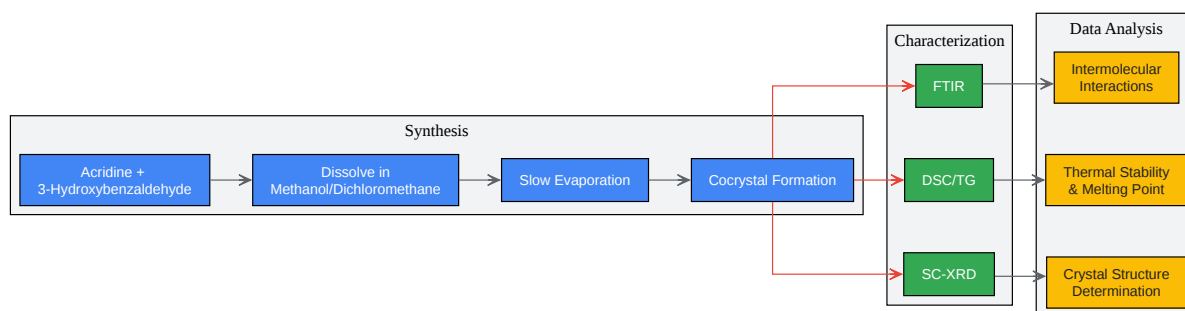 Synthesis
Acridine +
3-Hydroxybenzaldehyde
Dissolve in
Methanol/Dichloromethane
Slow Evaporation
Cocrystal Formation
Characterization
FTIR
DSC/TG
SC-XRD
Data Analysis
Intermolecular
Interactions
Thermal Stability
& Melting Point
Crystal Structure
Determination